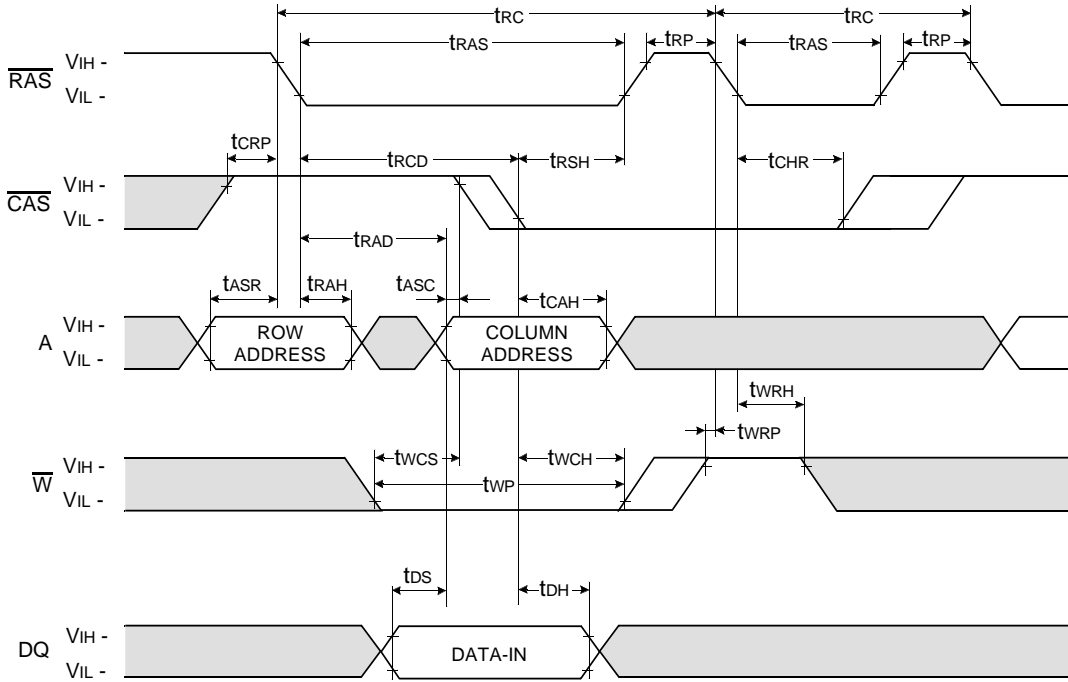 tRC tRC
tRAS tRP tRAS tRP
RAS VIH -
VIL -
tCRP tRCD tRSH tCHR
CAS VIH -
VIL -
tRAD
tASR tRAH tASC tCAH
A VIH -
VIL -
ROW ADDRESS
COLUMN ADDRESS
tWRH
tWRP
tWCS tWCH
W VIH -
VIL -
tWP
tDS tDH
DQ VIH -
VIL -
DATA-IN